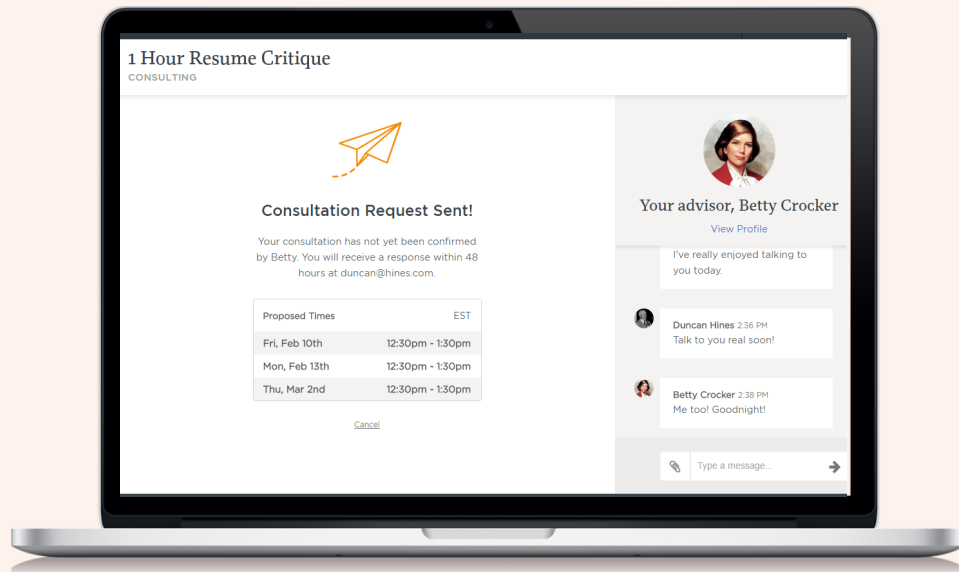 1 Hour Resume Critique
CONSULTING
Consultation Request Sent!
Your consultation has not yet been confirmed
by Betty. You will receive a response within 48
hours at duncan@hines.com.
Proposed Times EST
Fri, Feb 10th 12:30pm - 1:30pm
Mon, Feb 13th 12:30pm - 1:30pm
Thu, Mar 2nd 12:30pm - 1:30pm
Cancel
Your advisor, Betty Crocker
View Profile
I've really enjoyed talking to
you today.
Duncan Hines 2:36 PM
Talk to you real soon!
Betty Crocker 2:38 PM
Me too! Goodnight!
Type a message...